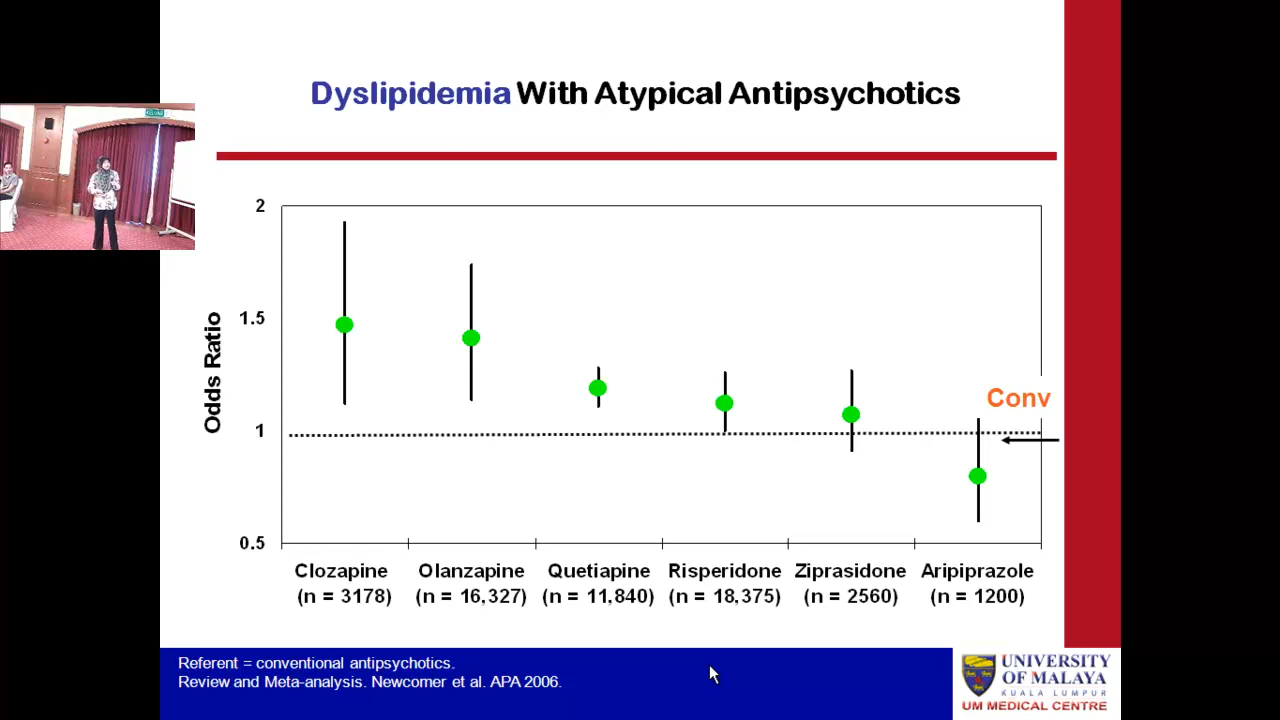 Dyslipidemia With Atypical Antipsychotics
2
1.5
1
0.5
Odds Ratio
Conv
Clozapine
(n = 3178)
Olanzapine
(n = 16,327)
Quetiapine
(n = 11,840)
Risperidone
(n = 18,375)
Ziprasidone
(n = 2560)
Aripiprazole
(n = 1200)
Referent = conventional antipsychotics.
Review and Meta-analysis. Newcomer et al. APA 2006.
UNIVERSITY
OF MALAYA
KUALA LUMPUR
UM MEDICAL CENTRE